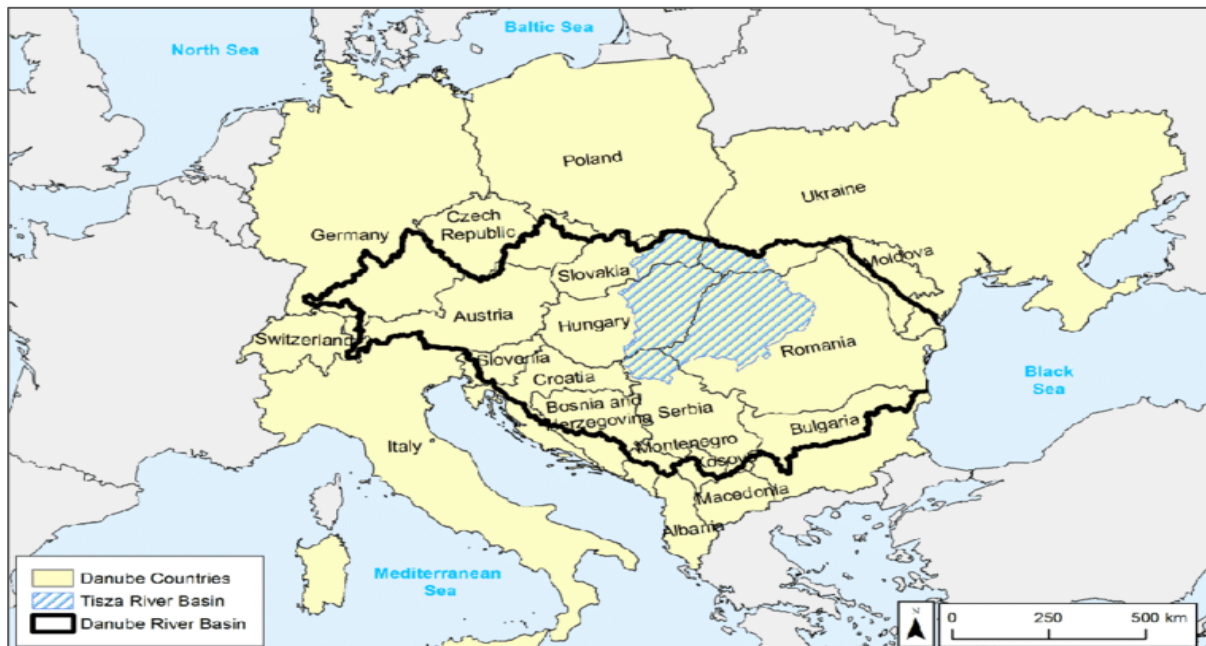 North Sea
Baltic Sea
Poland
Ukraine
Czech
Republic
Germany
Moldova
Slovakia
Austria
Hungary
Switzerland
Romania
Slovenia
Croatia
Black
Sea
Bosnia and
Herzegovina
Serbia
Bulgaria
Italy
Montenegro
Kosovo
Macedonia
Albania
Mediterranean
Sea
Danube Countries
Tisza River Basin
Danube River Basin
N
0 250 500 km